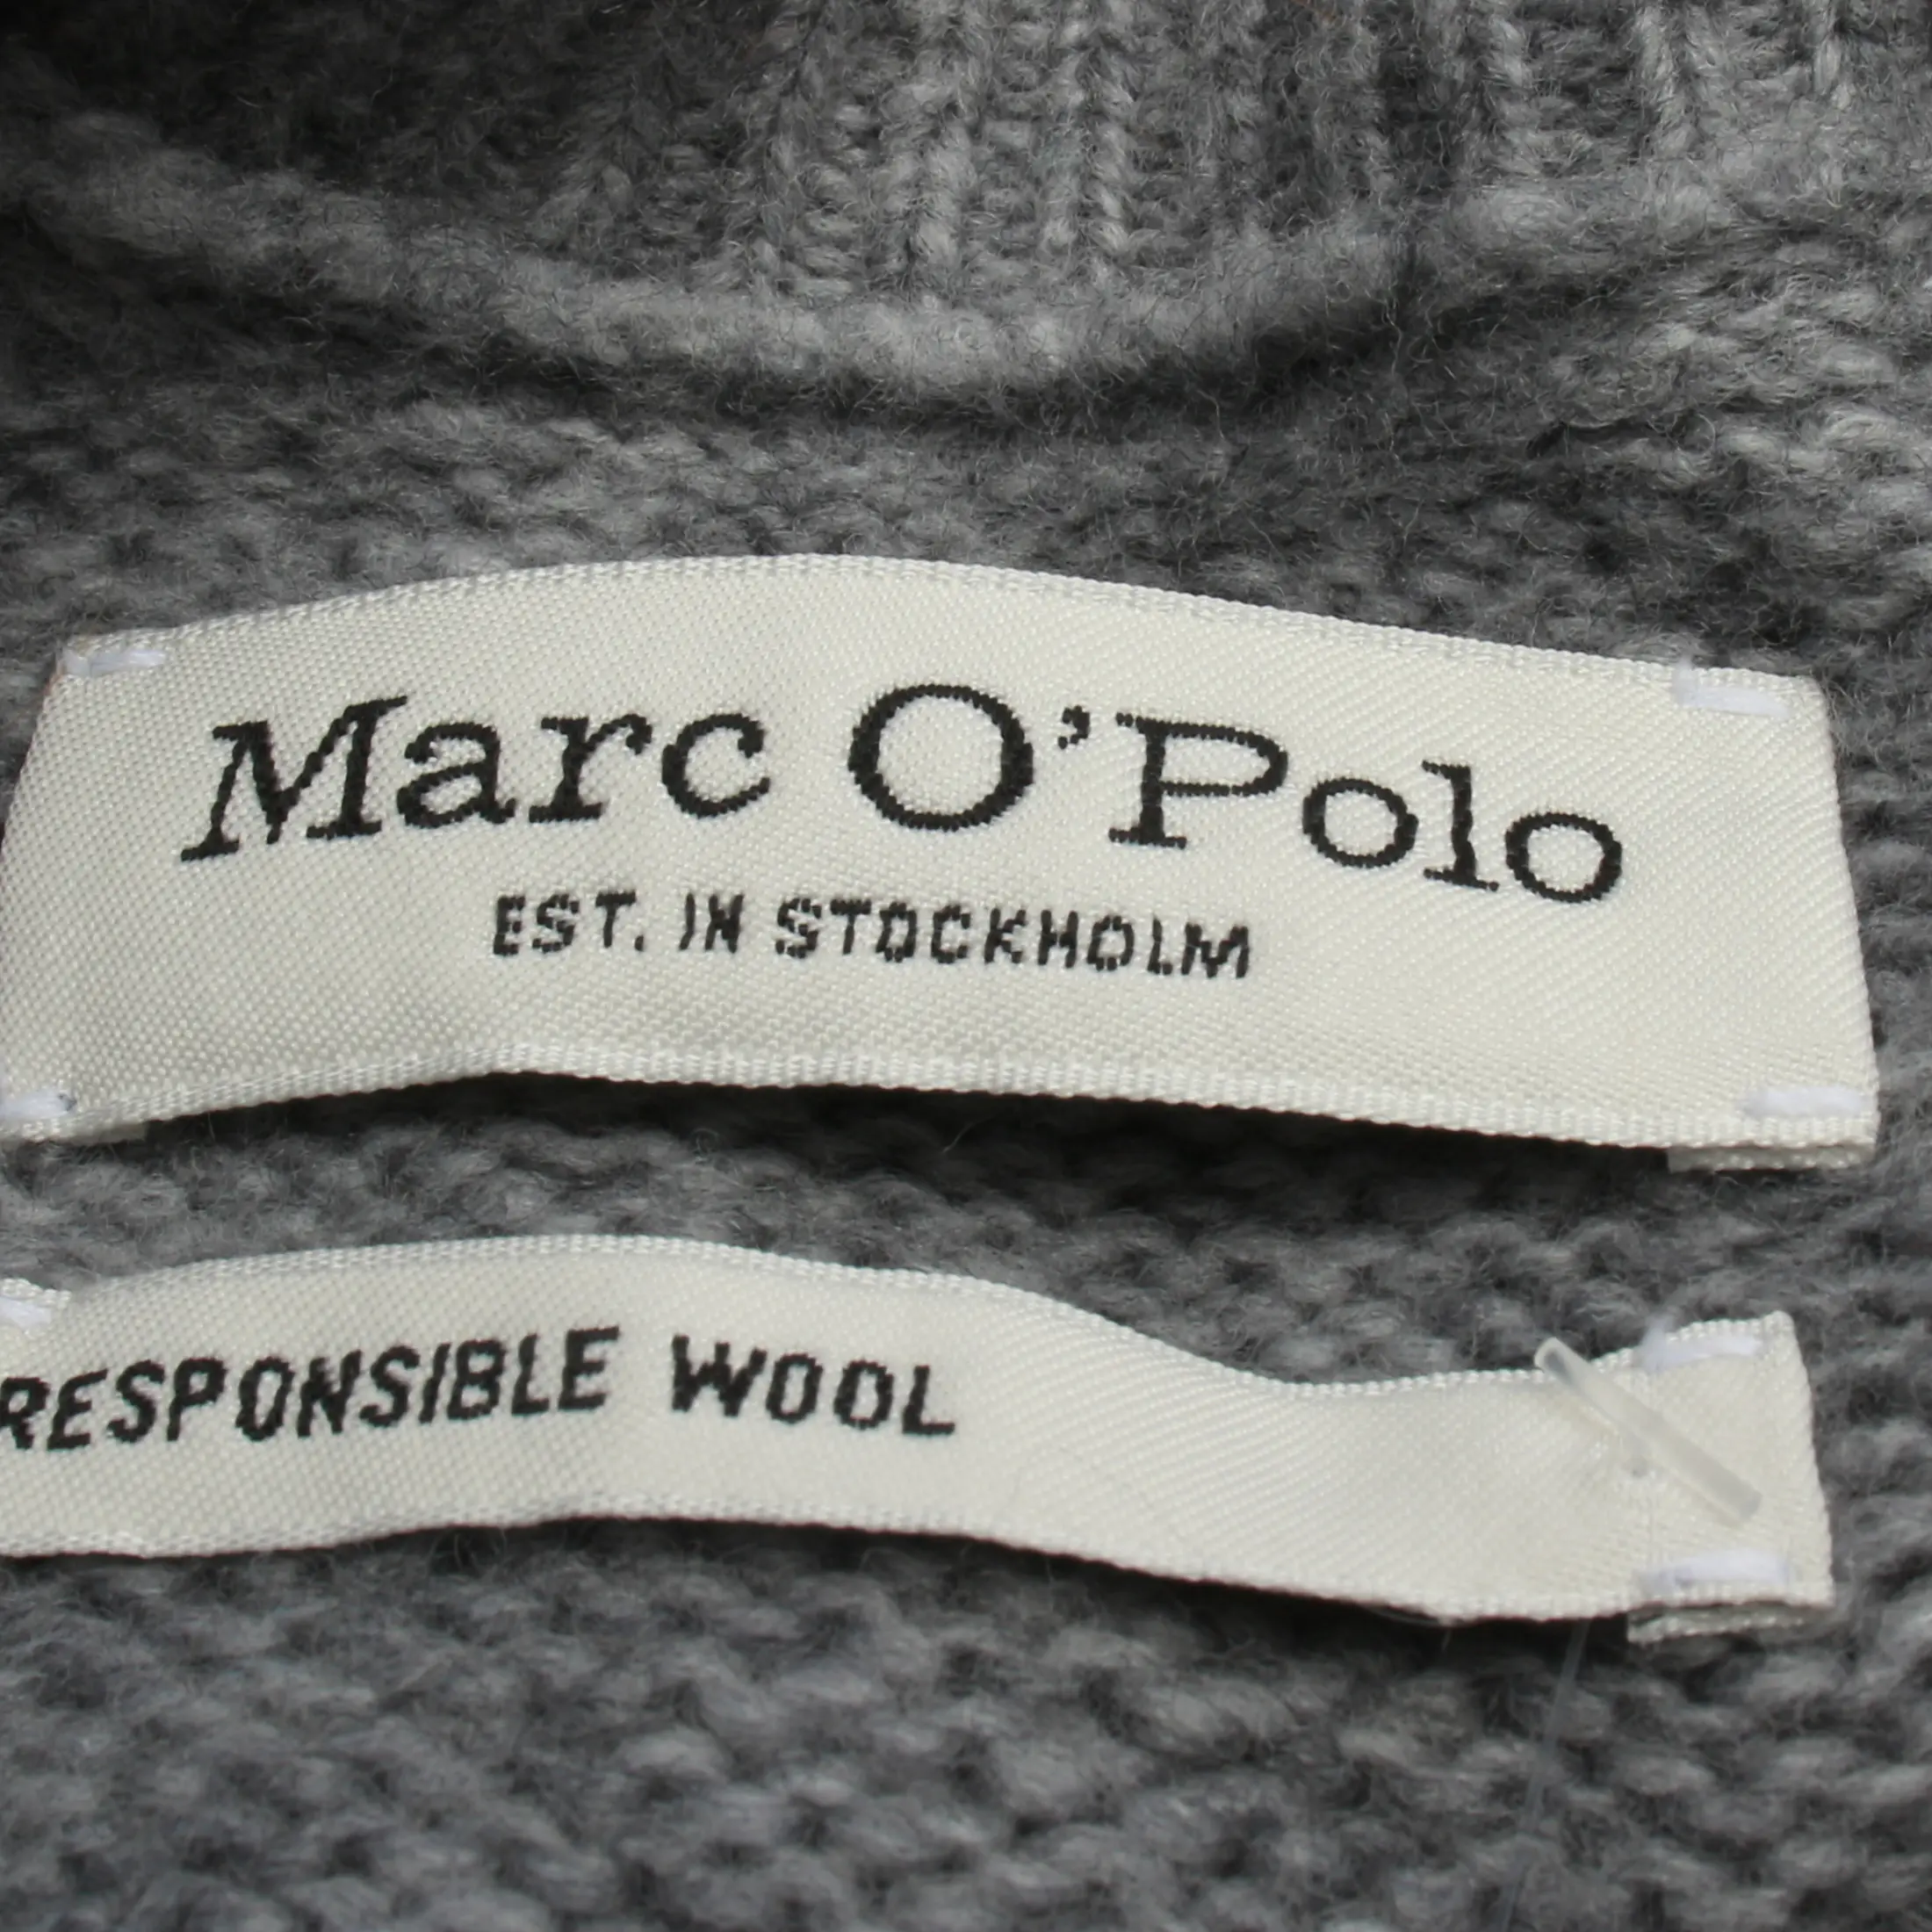 Marc O'Polo
EST. IN STOCKHOLM
RESPONSIBLE WOOL